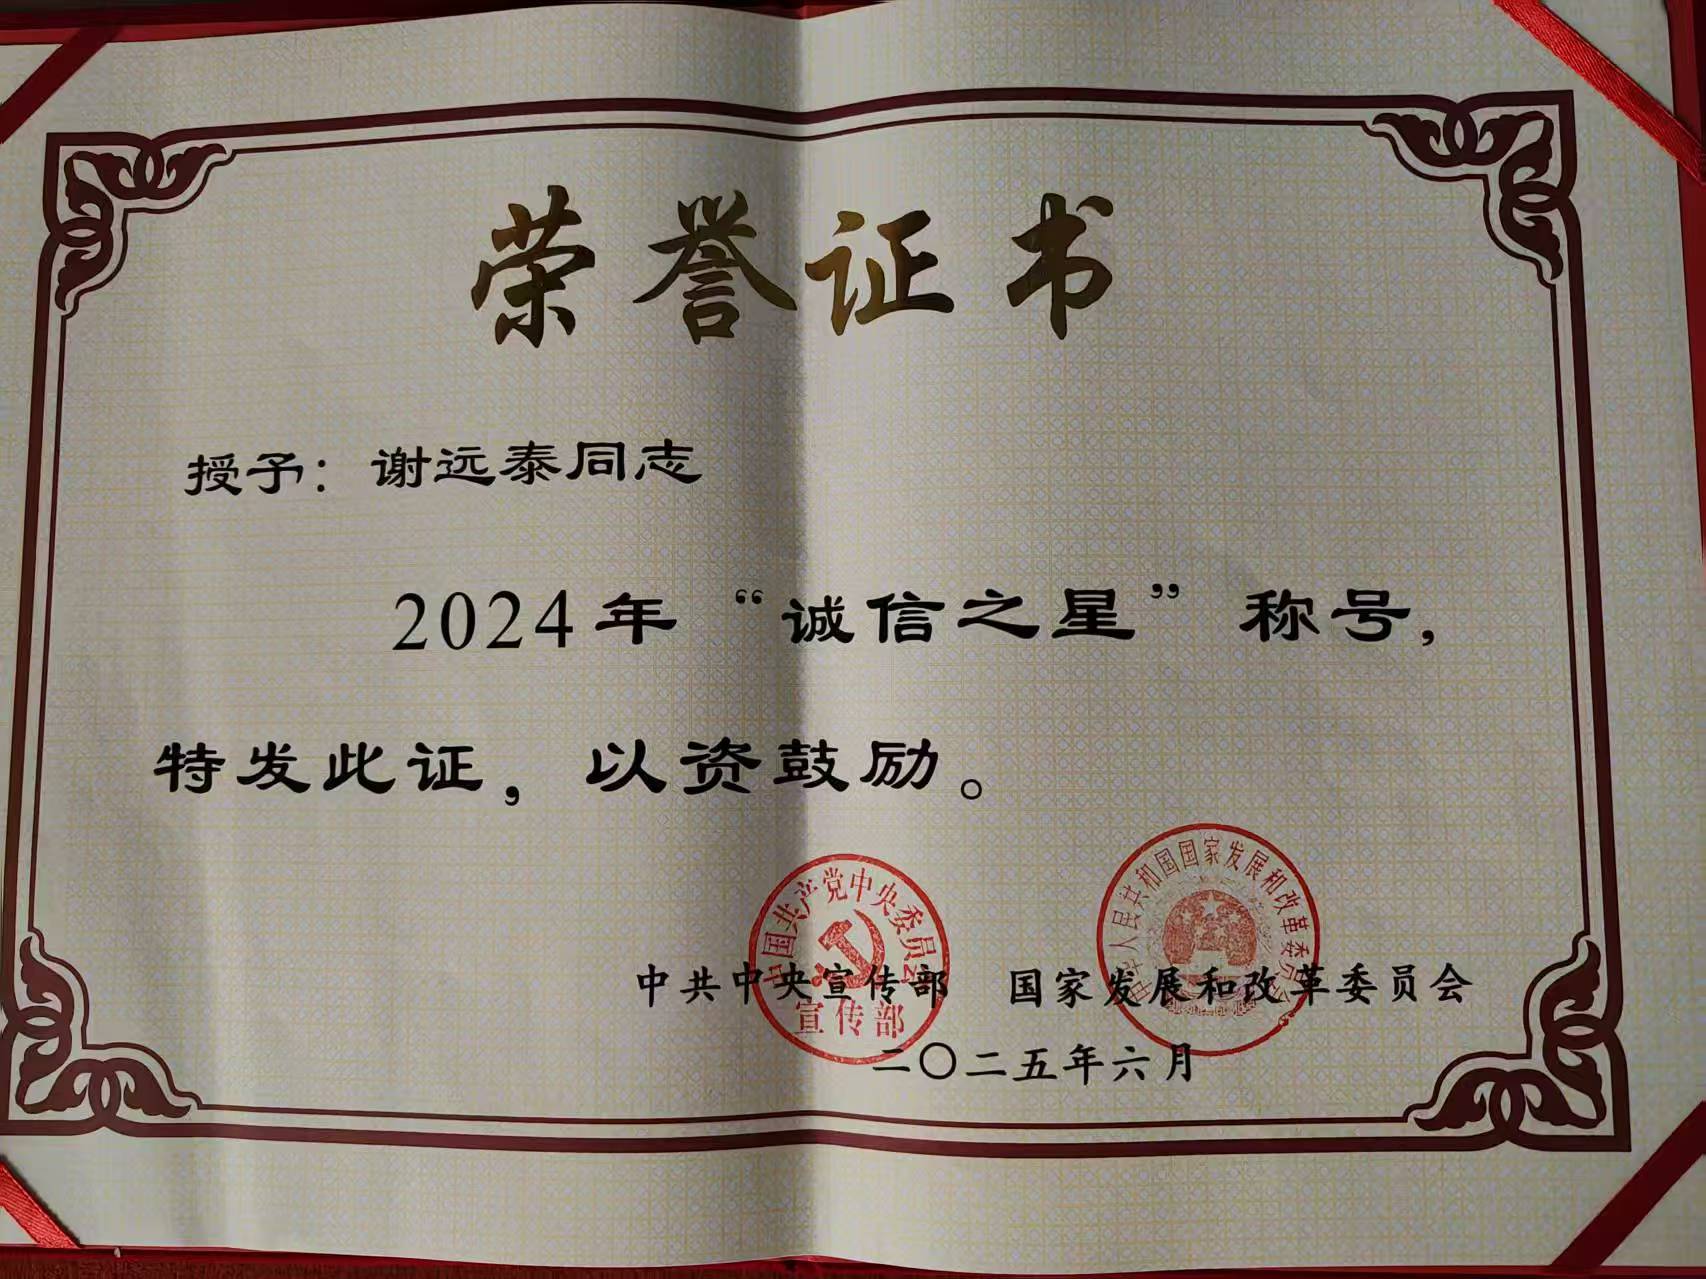 荣誉证书
授予：谢远泰同志
2024年“诚信之星”称号，
特发此证，以资鼓励。
中国共产党中央委员会
宣传部
中华人民共和国国家发展和改革委员会
中共中央宣传部 国家发展和改革委员会
二〇二五年六月